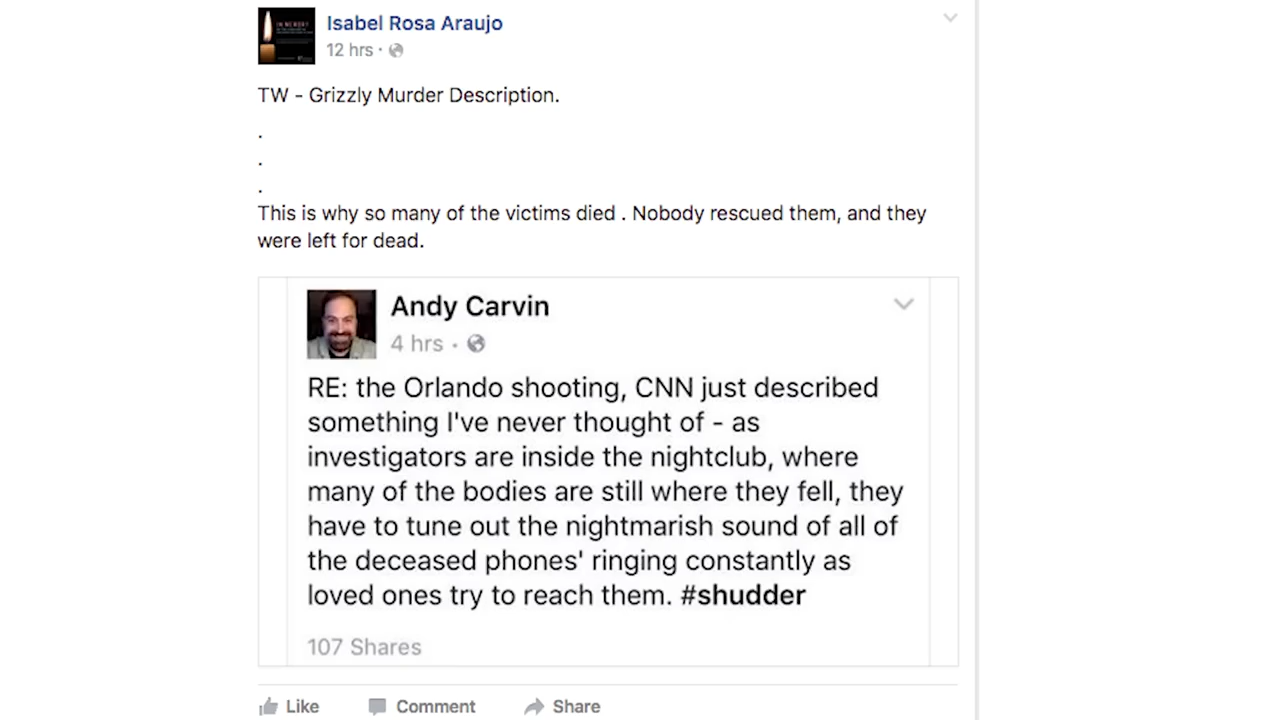 Isabel Rosa Araujo
12 hrs ·
TW - Grizzly Murder Description.
.
.
.
This is why so many of the victims died . Nobody rescued them, and they
were left for dead.
Andy Carvin
4 hrs ·
RE: the Orlando shooting, CNN just described
something I've never thought of - as
investigators are inside the nightclub, where
many of the bodies are still where they fell, they
have to tune out the nightmarish sound of all of
the deceased phones' ringing constantly as
loved ones try to reach them. #shudder
107 Shares
Like Comment Share